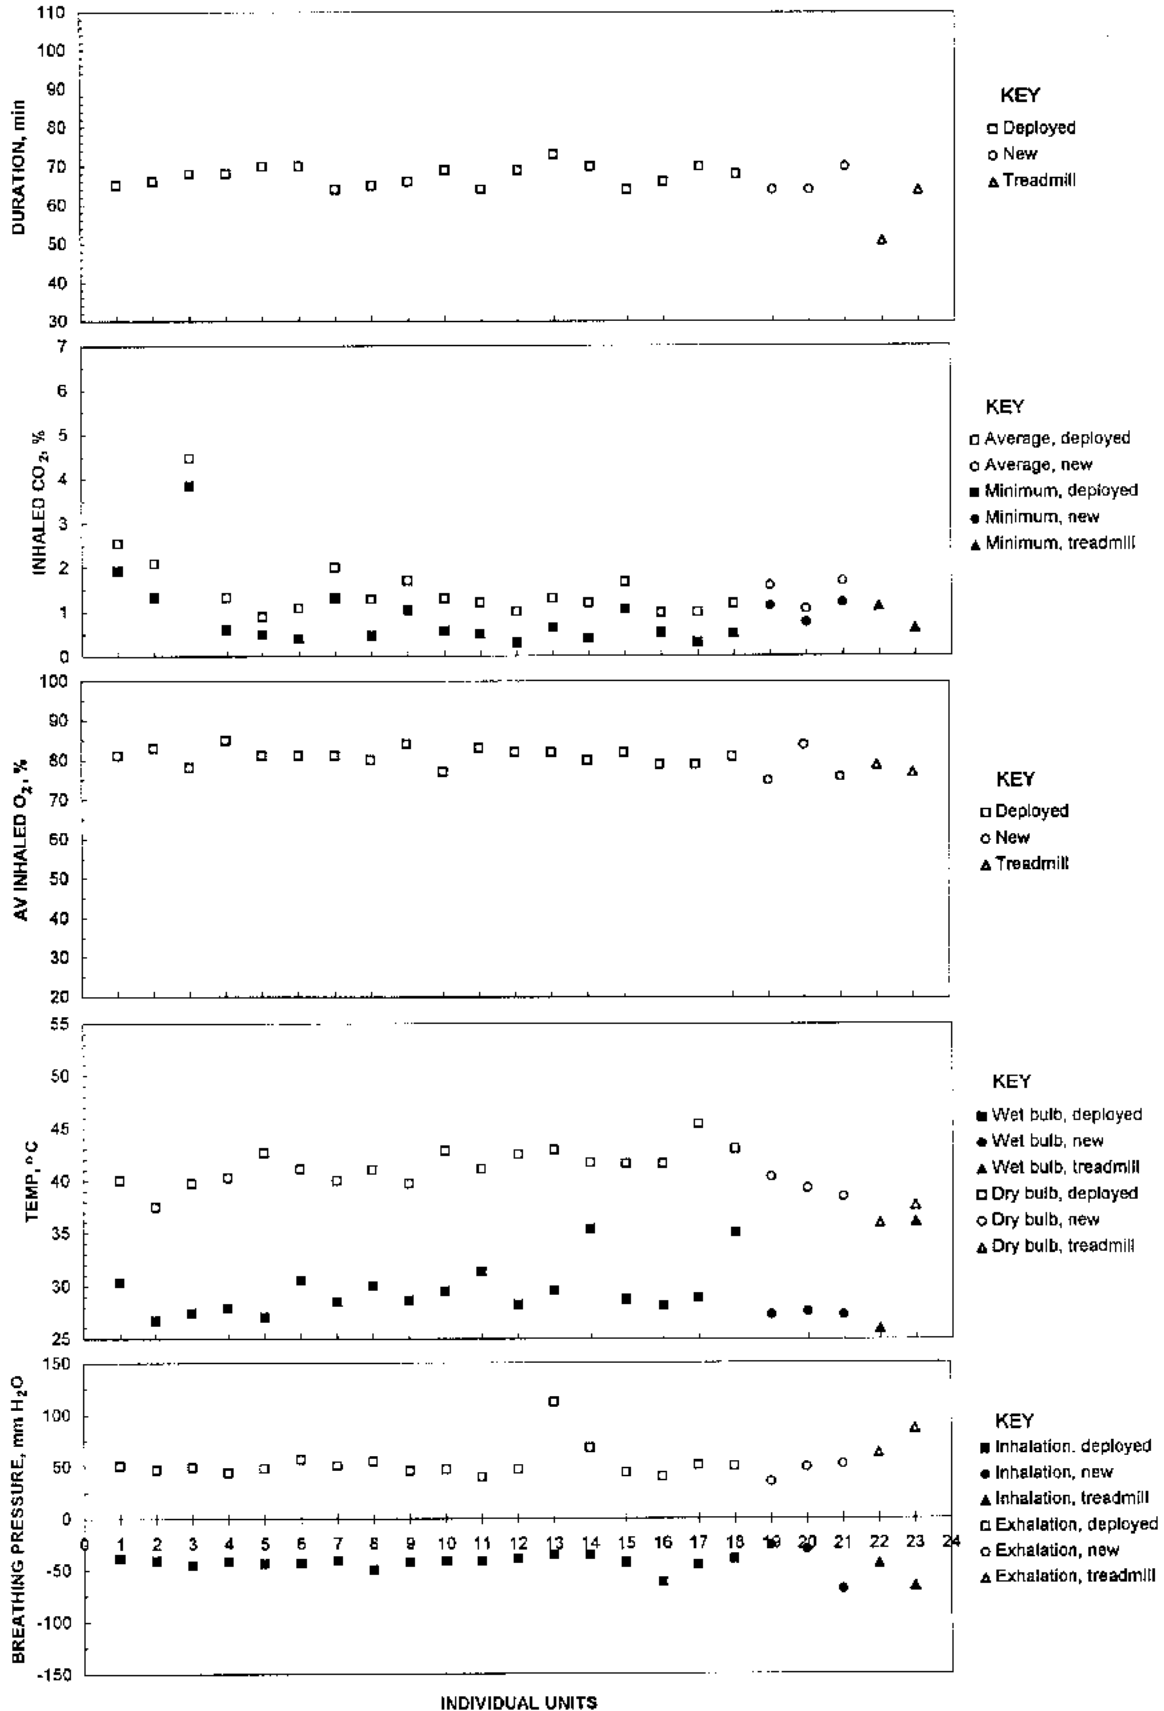 110
100
90
80
70
60
50
40
30
DURATION, min
KEY
Deployed
New
Treadmill
7
6
5
4
3
2
1
0
INHALED CO2, %
KEY
Average, deployed
Average, new
Minimum, deployed
Minimum, new
Minimum, treadmill
100
90
80
70
60
50
40
30
20
AV INHALED O2, %
KEY
Deployed
New
Treadmill
55
50
45
40
35
30
25
TEMP, °C
KEY
Wet bulb, deployed
Wet bulb, new
Wet bulb, treadmill
Dry bulb, deployed
Dry bulb, new
Dry bulb, treadmill
150
100
50
0
-50
-100
-150
BREATHING PRESSURE, mm H2O
0 1 2 3 4 5 6 7 8 9 10 11 12 13 14 15 16 17 18 19 20 21 22 23 24
KEY
Inhalation, deployed
Inhalation, new
Inhalation, treadmill
Exhalation, deployed
Exhalation, new
Exhalation, treadmill
INDIVIDUAL UNITS